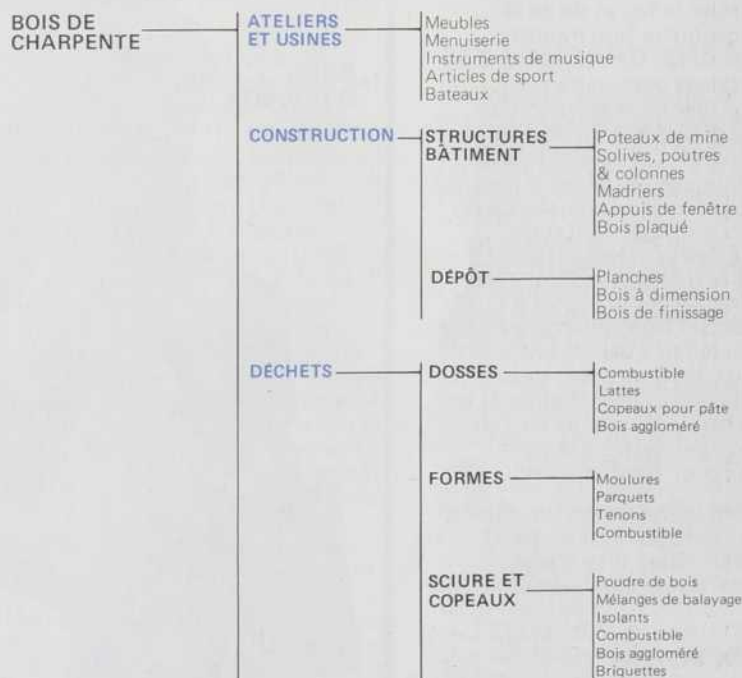 BOIS DE
CHARPENTE
ATELIERS
ET USINES
Meubles
Menuiserie
Instruments de musique
Articles de sport
Bateaux
CONSTRUCTION
STRUCTURES
BÂTIMENT
Poteaux de mine
Solives, poutres
& colonnes
Madriers
Appuis de fenêtre
Bois plaqué
DÉPÔT
Planches
Bois à dimension
Bois de finissage
DÉCHETS
DOSSES
Combustible
Lattes
Copeaux pour pâte
Bois aggloméré
FORMES
Moulures
Parquets
Tenons
Combustible
SCIURE ET
COPEAUX
Poudre de bois
Mélanges de balayage
Isolants
Combustible
Bois aggloméré
Briquettes